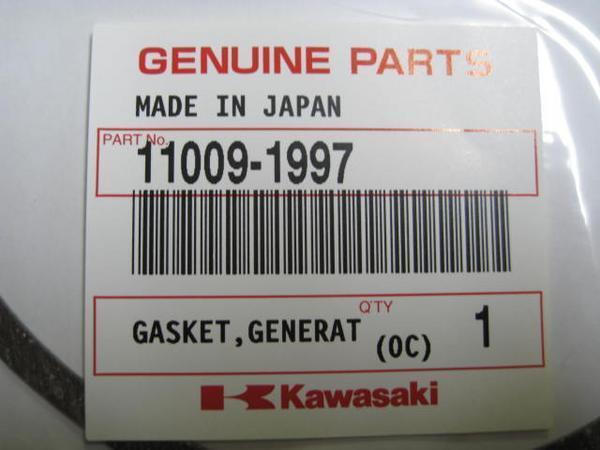 GENUINE PARTS
MADE IN JAPAN
PART No.
11009-1997
Q'TY
GASKET,GENERAT (OC) 1
Kawasaki